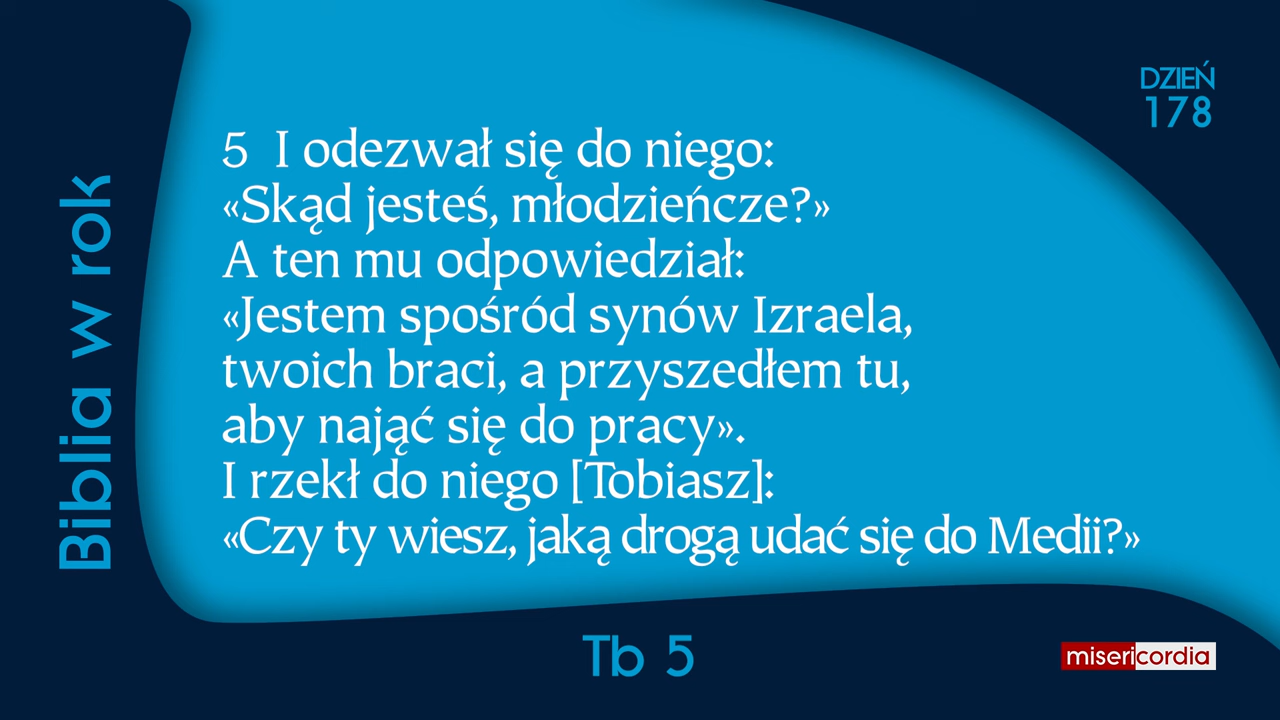 DZIEŃ
178
Biblia w rok
5 I odezwał się do niego:
«Skąd jesteś, młodzieńcze?»
A ten mu odpowiedział:
«Jestem spośród synów Izraela,
twoich braci, a przyszedłem tu,
aby nająć się do pracy».
I rzekł do niego [Tobiasz]:
«Czy ty wiesz, jaką drogą udać się do Medii?»
Tb 5
misericordia